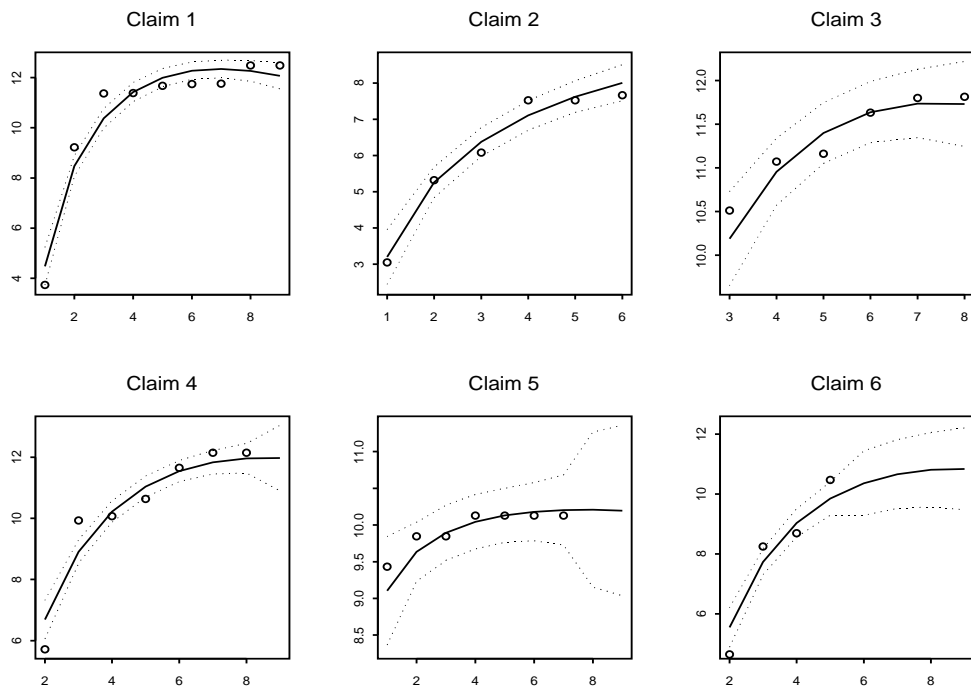 Claim 1
Claim 2
Claim 3
4 6 8 10 12
2 4 6 8
3 4 5 6 7 8
1 2 3 4 5 6
10.0 10.5 11.0 11.5 12.0
3 4 5 6 7 8
Claim 4
Claim 5
Claim 6
6 8 10 12
2 4 6 8
8.5 9.0 9.5 10.0 11.0
2 4 6 8
4 6 8 10 12
2 4 6 8